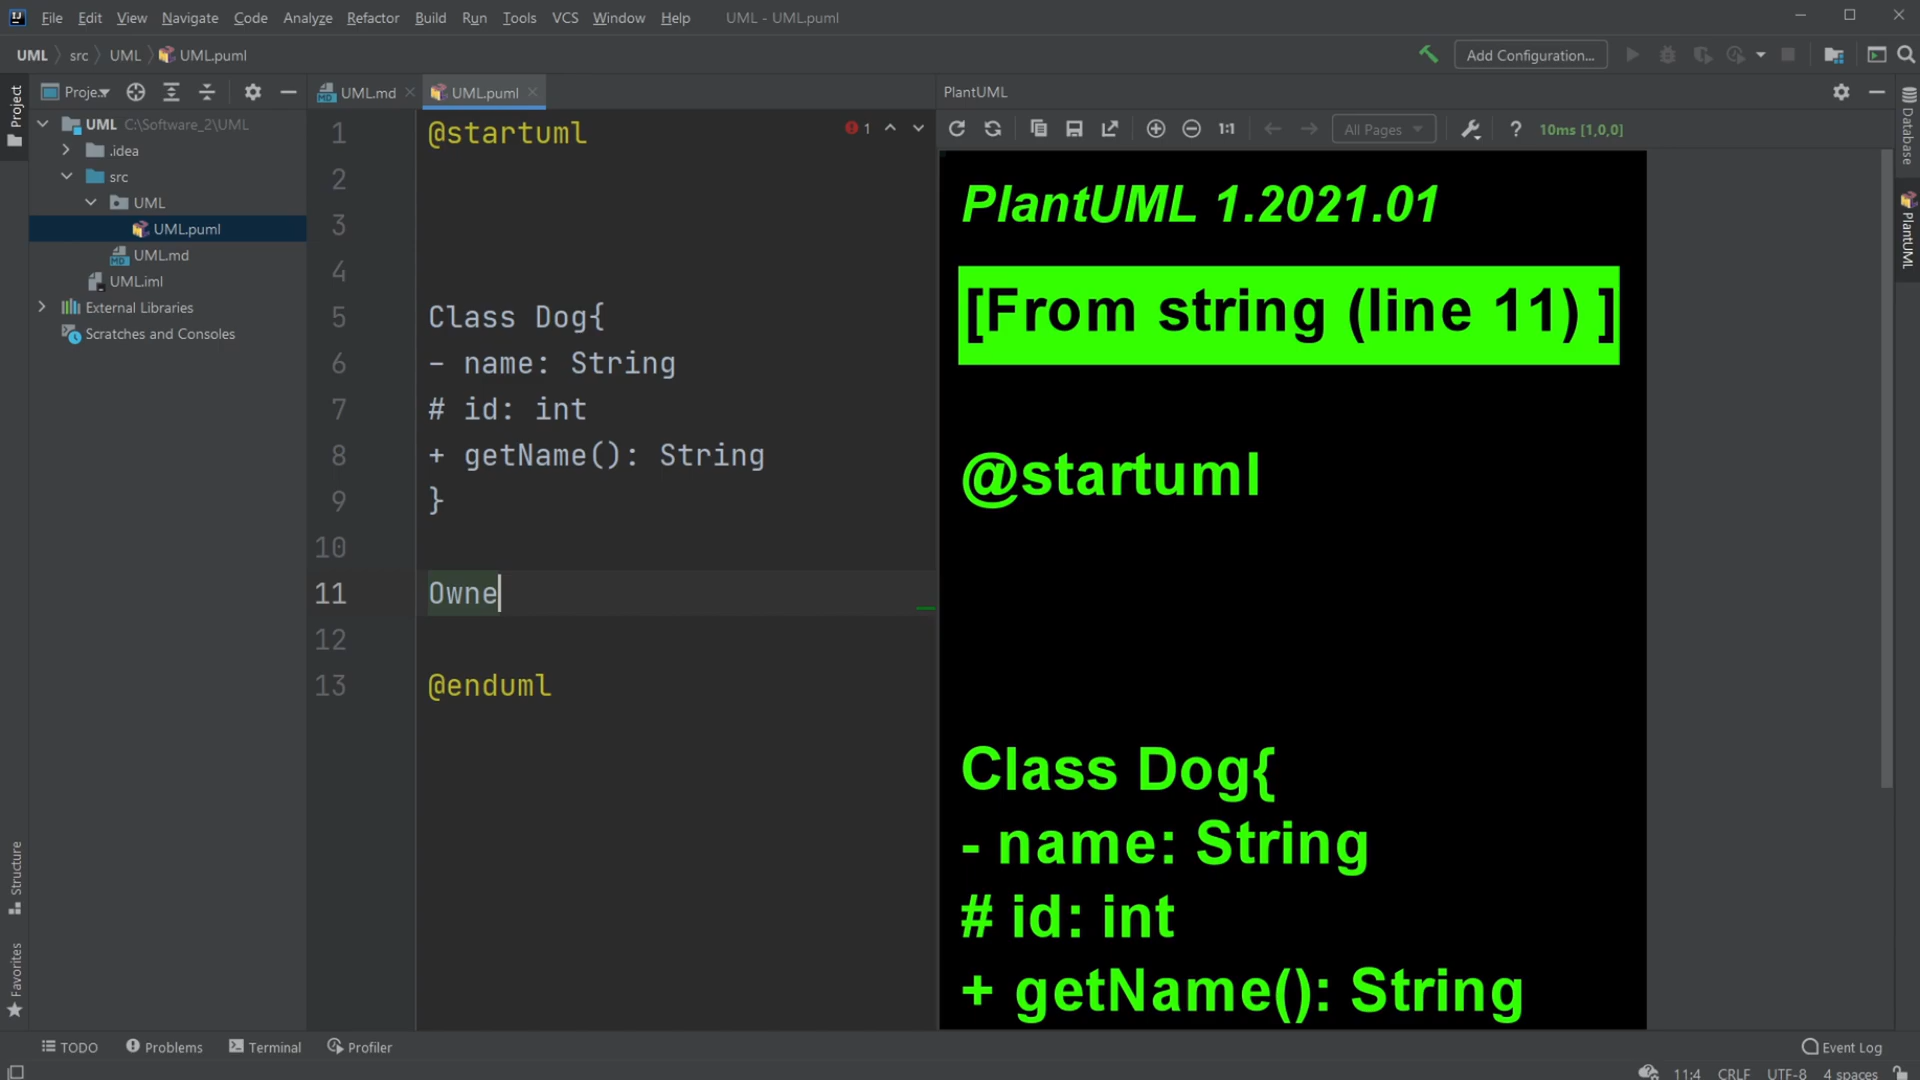 File Edit View Navigate Code Analyze Refactor Build Run Tools VCS Window Help UML - UML.puml
UML src UML UML.puml Add Configuration...
Project
Proje... UML.md UML.puml PlantUML
All Pages 10ms [1,0,0]
UML C:\Software_2\UML
.idea
src
UML
UML.puml
UML.md
UML.iml
External Libraries
Scratches and Consoles
Structure
Favorites
1 @startuml
2
3
4
5 Class Dog{
6 - name: String
7 # id: int
8 + getName(): String
9 }
10
11 Owne
12
13 @enduml
1
1:1
?
PlantUML 1.2021.01
[From string (line 11) ]
@startuml
Class Dog{
- name: String
# id: int
+ getName(): String
Database
PlantUML
TODO Problems Terminal Profiler Event Log
11:4 CRLF UTF-8 4 spaces